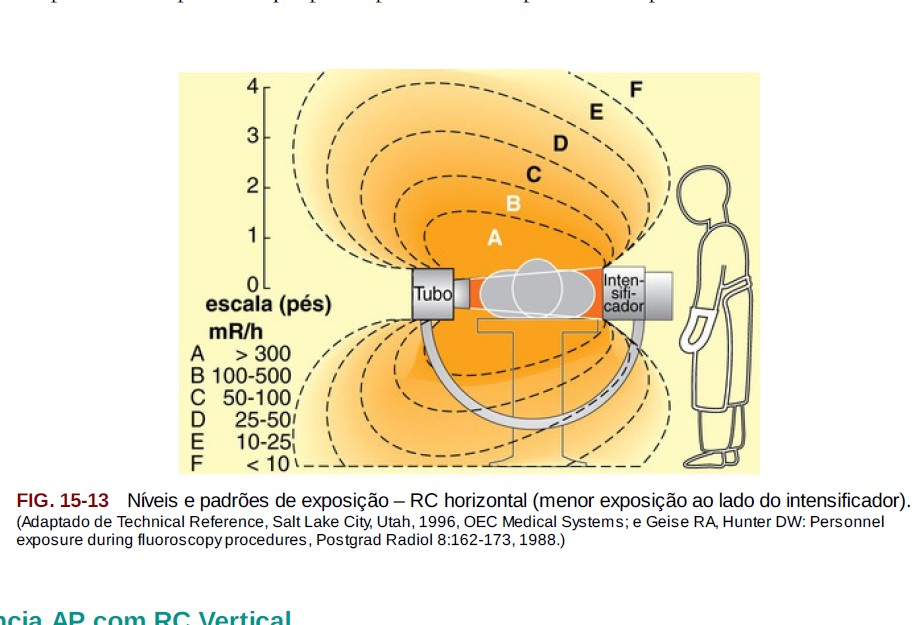 4
F
E
3
D
C
2
B
A
1
0
Tubo
Inten-
sifi-
cador
escala (pés)
mR/h
A > 300
B 100-500
C 50-100
D 25-50
E 10-25
F < 10
FIG. 15-13 Níveis e padrões de exposição – RC horizontal (menor exposição ao lado do intensificador).
(Adaptado de Technical Reference, Salt Lake City, Utah, 1996, OEC Medical Systems; e Geise RA, Hunter DW: Personnel
exposure during fluoroscopy procedures, Postgrad Radiol 8:162-173, 1988.)
AP com RC Vertical